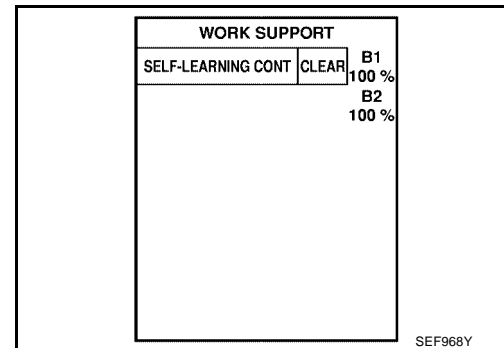 WORK SUPPORT
SELF-LEARNING CONT CLEAR B1
100 %
B2
100 %
SEF968Y